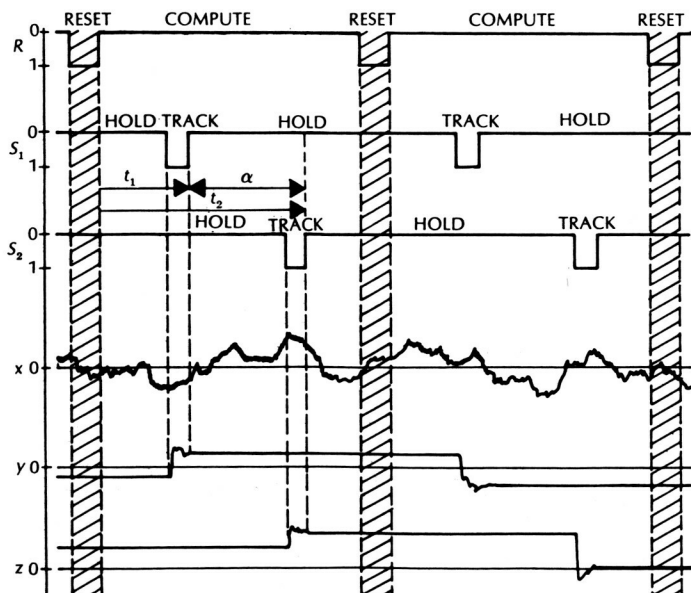 RESET COMPUTE RESET COMPUTE RESET
R 0
1
HOLD TRACK HOLD TRACK HOLD
0
S₁ 1
t₁ α
t₂
HOLD TRACK HOLD TRACK
0
S₂ 1
x 0
y 0
z 0